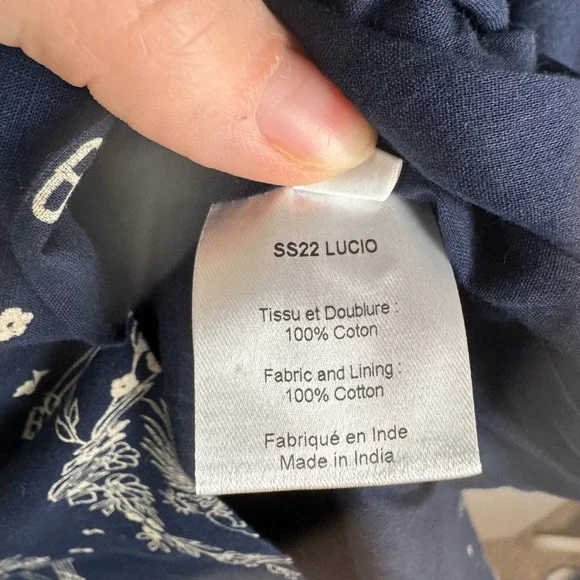 SS22 LUCIO
Tissu et Doublure :
100% Coton
Fabric and Lining :
100% Cotton
Fabriqué en Inde
Made in India